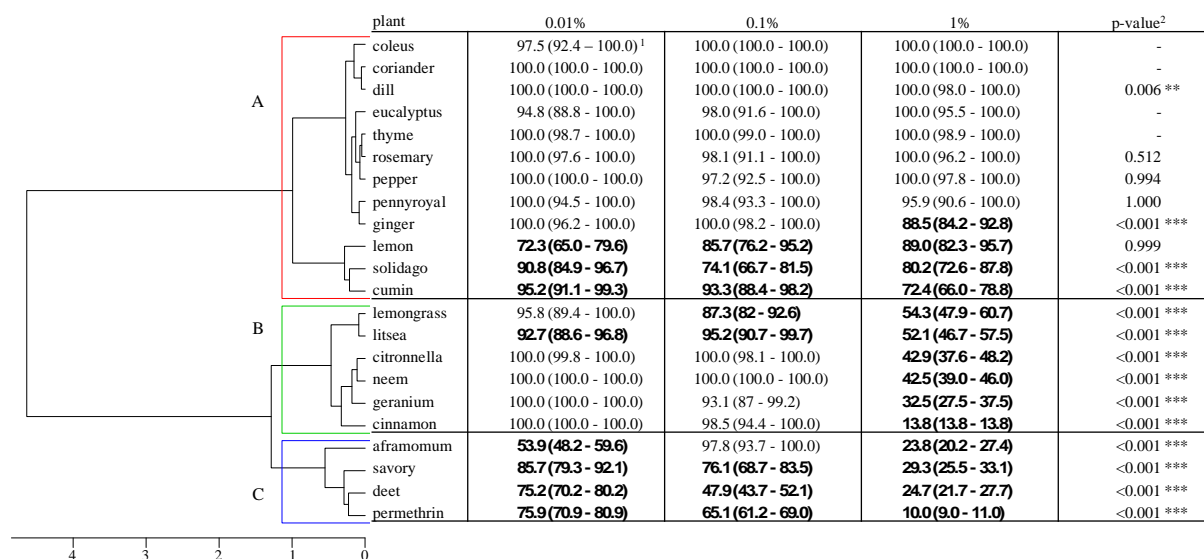 plant 0.01% 0.1% 1% p-value²
coleus 97.5 (92.4 – 100.0)¹ 100.0 (100.0 - 100.0) 100.0 (100.0 - 100.0) -
coriander 100.0 (100.0 - 100.0) 100.0 (100.0 - 100.0) 100.0 (100.0 - 100.0) -
A
dill 100.0 (100.0 - 100.0) 100.0 (100.0 - 100.0) 100.0 (98.0 - 100.0) 0.006 **
eucalyptus 94.8 (88.8 - 100.0) 98.0 (91.6 - 100.0) 100.0 (95.5 - 100.0) -
thyme 100.0 (98.7 - 100.0) 100.0 (99.0 - 100.0) 100.0 (98.9 - 100.0) -
rosemary 100.0 (97.6 - 100.0) 98.1 (91.1 - 100.0) 100.0 (96.2 - 100.0) 0.512
pepper 100.0 (100.0 - 100.0) 97.2 (92.5 - 100.0) 100.0 (97.8 - 100.0) 0.994
pennyroyal 100.0 (94.5 - 100.0) 98.4 (93.3 - 100.0) 95.9 (90.6 - 100.0) 1.000
ginger 100.0 (96.2 - 100.0) 100.0 (98.2 - 100.0) 88.5 (84.2 - 92.8) <0.001 ***
lemon 72.3 (65.0 - 79.6) 85.7 (76.2 - 95.2) 89.0 (82.3 - 95.7) 0.999
solidago 90.8 (84.9 - 96.7) 74.1 (66.7 - 81.5) 80.2 (72.6 - 87.8) <0.001 ***
cumin 95.2 (91.1 - 99.3) 93.3 (88.4 - 98.2) 72.4 (66.0 - 78.8) <0.001 ***
lemongrass 95.8 (89.4 - 100.0) 87.3 (82 - 92.6) 54.3 (47.9 - 60.7) <0.001 ***
B
litsea 92.7 (88.6 - 96.8) 95.2 (90.7 - 99.7) 52.1 (46.7 - 57.5) <0.001 ***
citronnella 100.0 (99.8 - 100.0) 100.0 (98.1 - 100.0) 42.9 (37.6 - 48.2) <0.001 ***
neem 100.0 (100.0 - 100.0) 100.0 (100.0 - 100.0) 42.5 (39.0 - 46.0) <0.001 ***
geranium 100.0 (100.0 - 100.0) 93.1 (87 - 99.2) 32.5 (27.5 - 37.5) <0.001 ***
cinnamon 100.0 (100.0 - 100.0) 98.5 (94.4 - 100.0) 13.8 (13.8 - 13.8) <0.001 ***
aframomum 53.9 (48.2 - 59.6) 97.8 (93.7 - 100.0) 23.8 (20.2 - 27.4) <0.001 ***
savory 85.7 (79.3 - 92.1) 76.1 (68.7 - 83.5) 29.3 (25.5 - 33.1) <0.001 ***
C
deet 75.2 (70.2 - 80.2) 47.9 (43.7 - 52.1) 24.7 (21.7 - 27.7) <0.001 ***
permethrin 75.9 (70.9 - 80.9) 65.1 (61.2 - 69.0) 10.0 (9.0 - 11.0) <0.001 ***
4 3 2 1 0